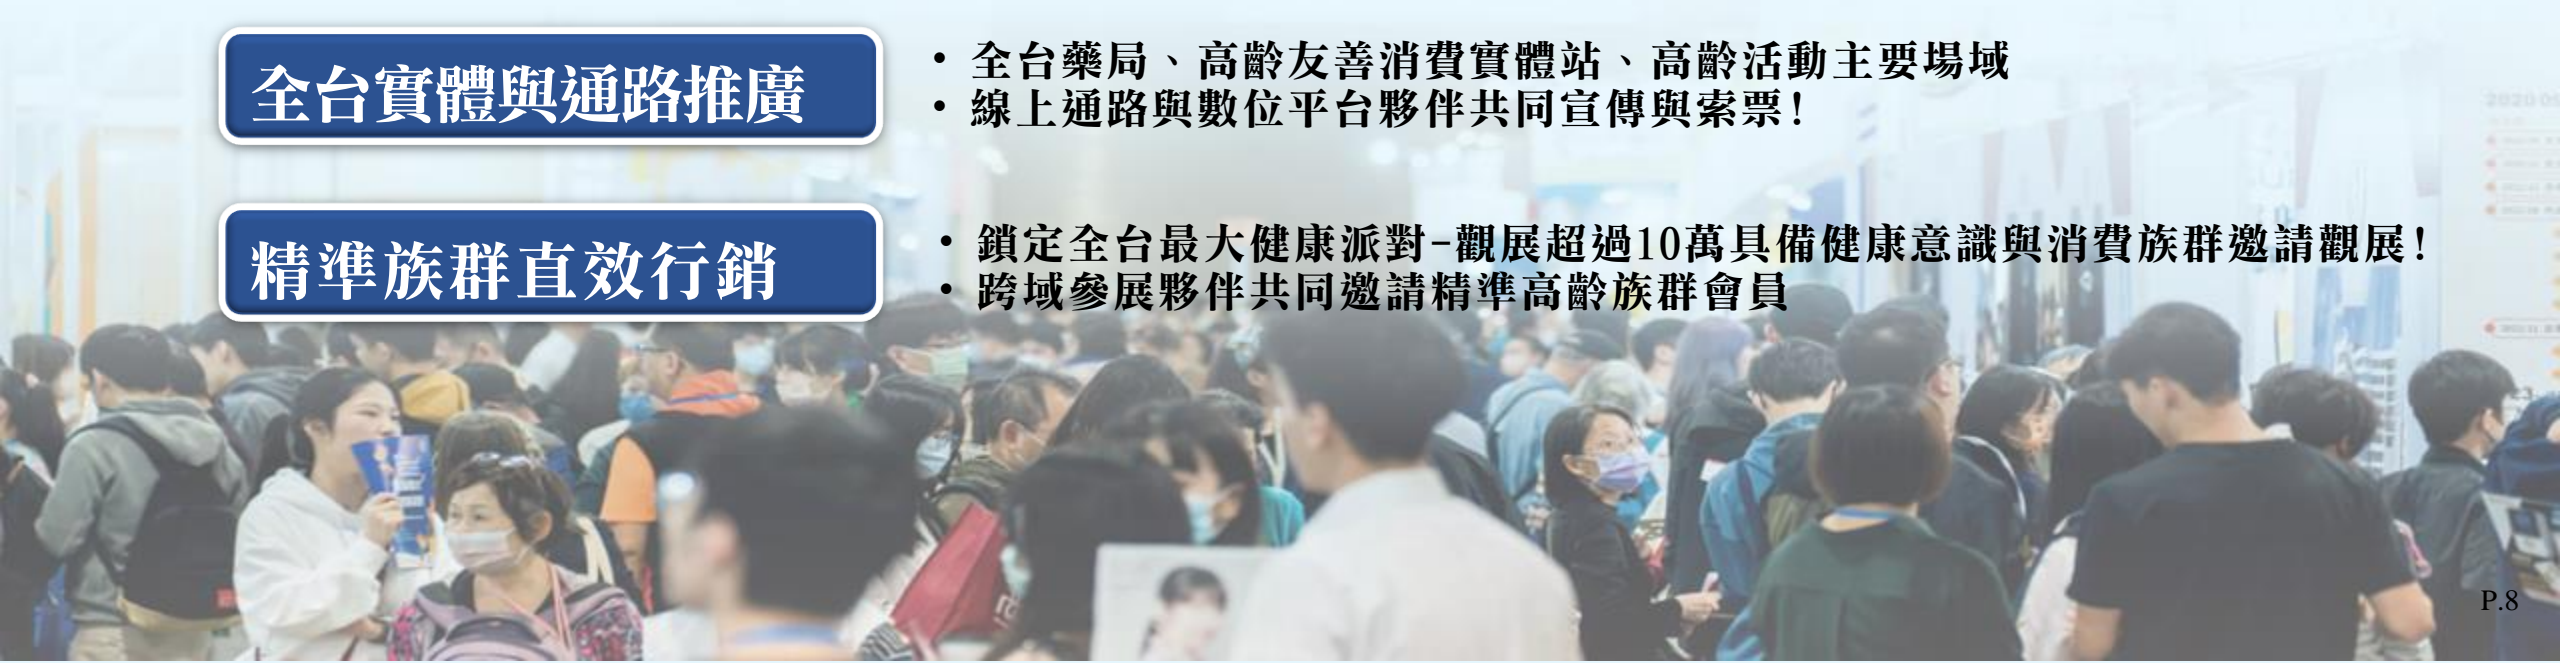 全台實體與通路推廣
• 全台藥局、高齡友善消費實體站、高齡活動主要場域
• 線上通路與數位平台夥伴共同宣傳與索票！
精準族群直效行銷
• 鎖定全台最大健康派對-觀展超過10萬具備健康意識與消費族群邀請觀展！
• 跨域參展夥伴共同邀請精準高齡族群會員
P.8